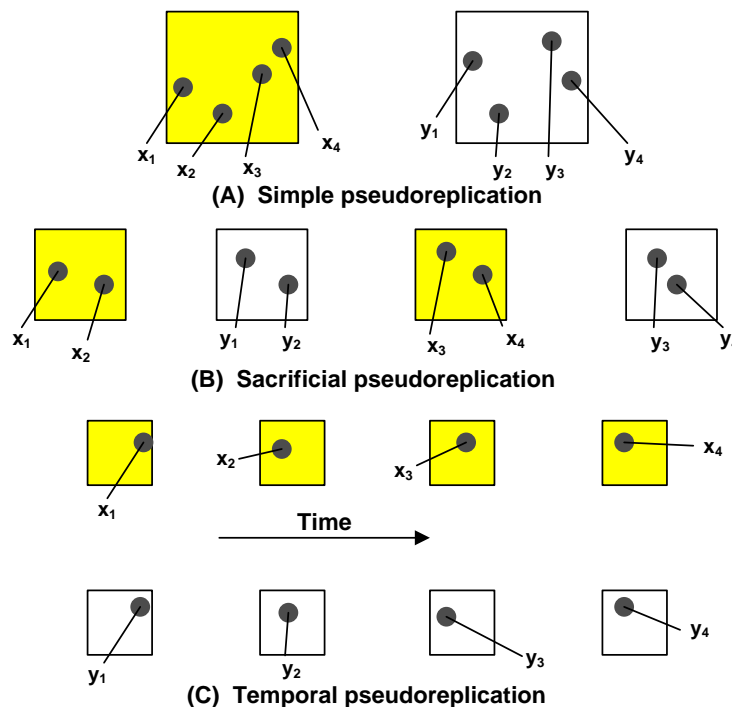 x₁ x₂ x₃ x₄ y₁ y₂ y₃ y₄
(A) Simple pseudoreplication
x₁ x₂ y₁ y₂ x₃ x₄ y₃
(B) Sacrificial pseudoreplication
x₁ x₂ x₃ x₄
Time
y₁ y₂ y₃ y₄
(C) Temporal pseudoreplication